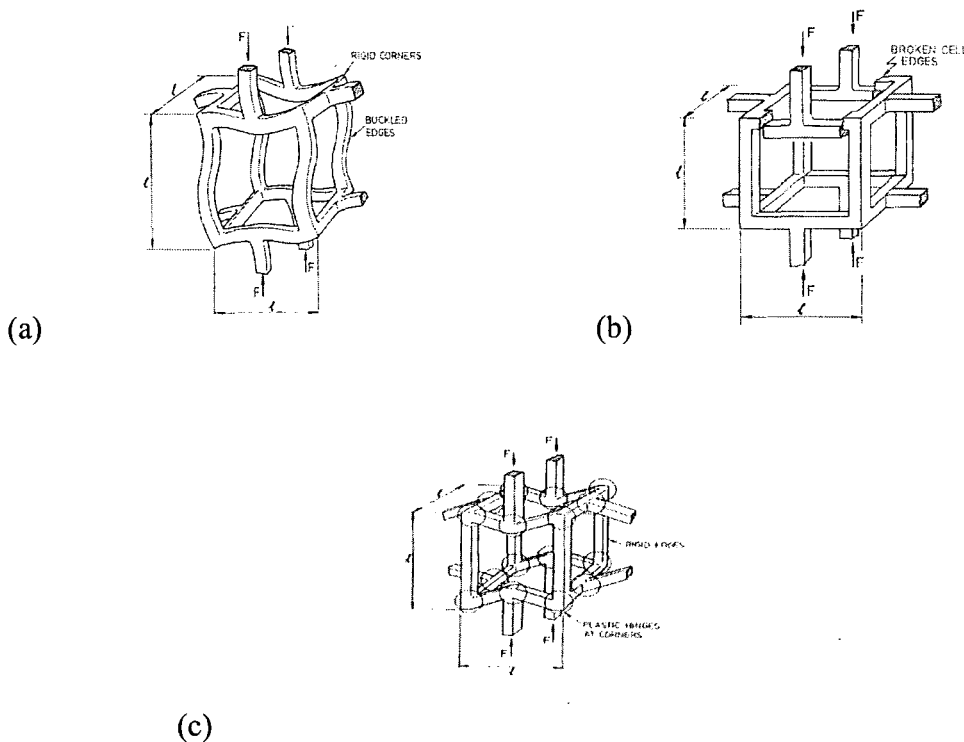 F
F
RIGID CORNERS
ℓ
BUCKLED
EDGES
ℓ
F
F
ℓ
(a)
F
F
BROKEN CELL
EDGES
ℓ
ℓ
F
F
ℓ
(b)
F
F
ℓ
ℓ
RIGID EDGES
PLASTIC HINGES
AT CORNERS
F
F
ℓ
(c)